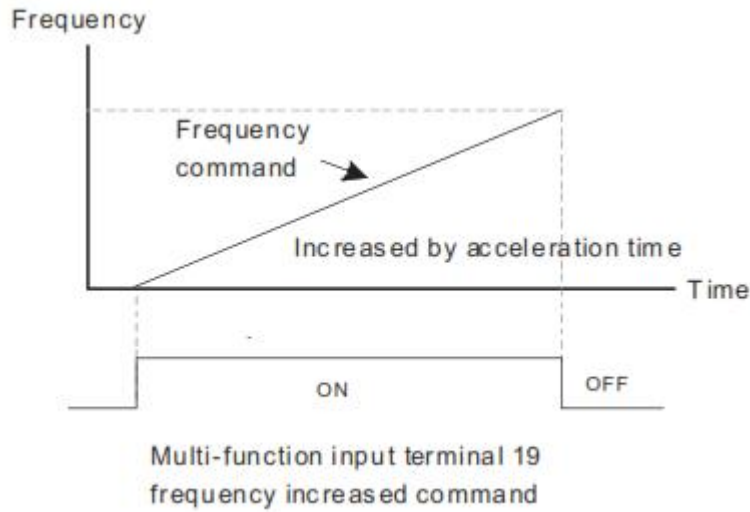 Frequency
Frequency
command
Increased by acceleration time
Time
ON
OFF
Multi-function input terminal 19
frequency increased command